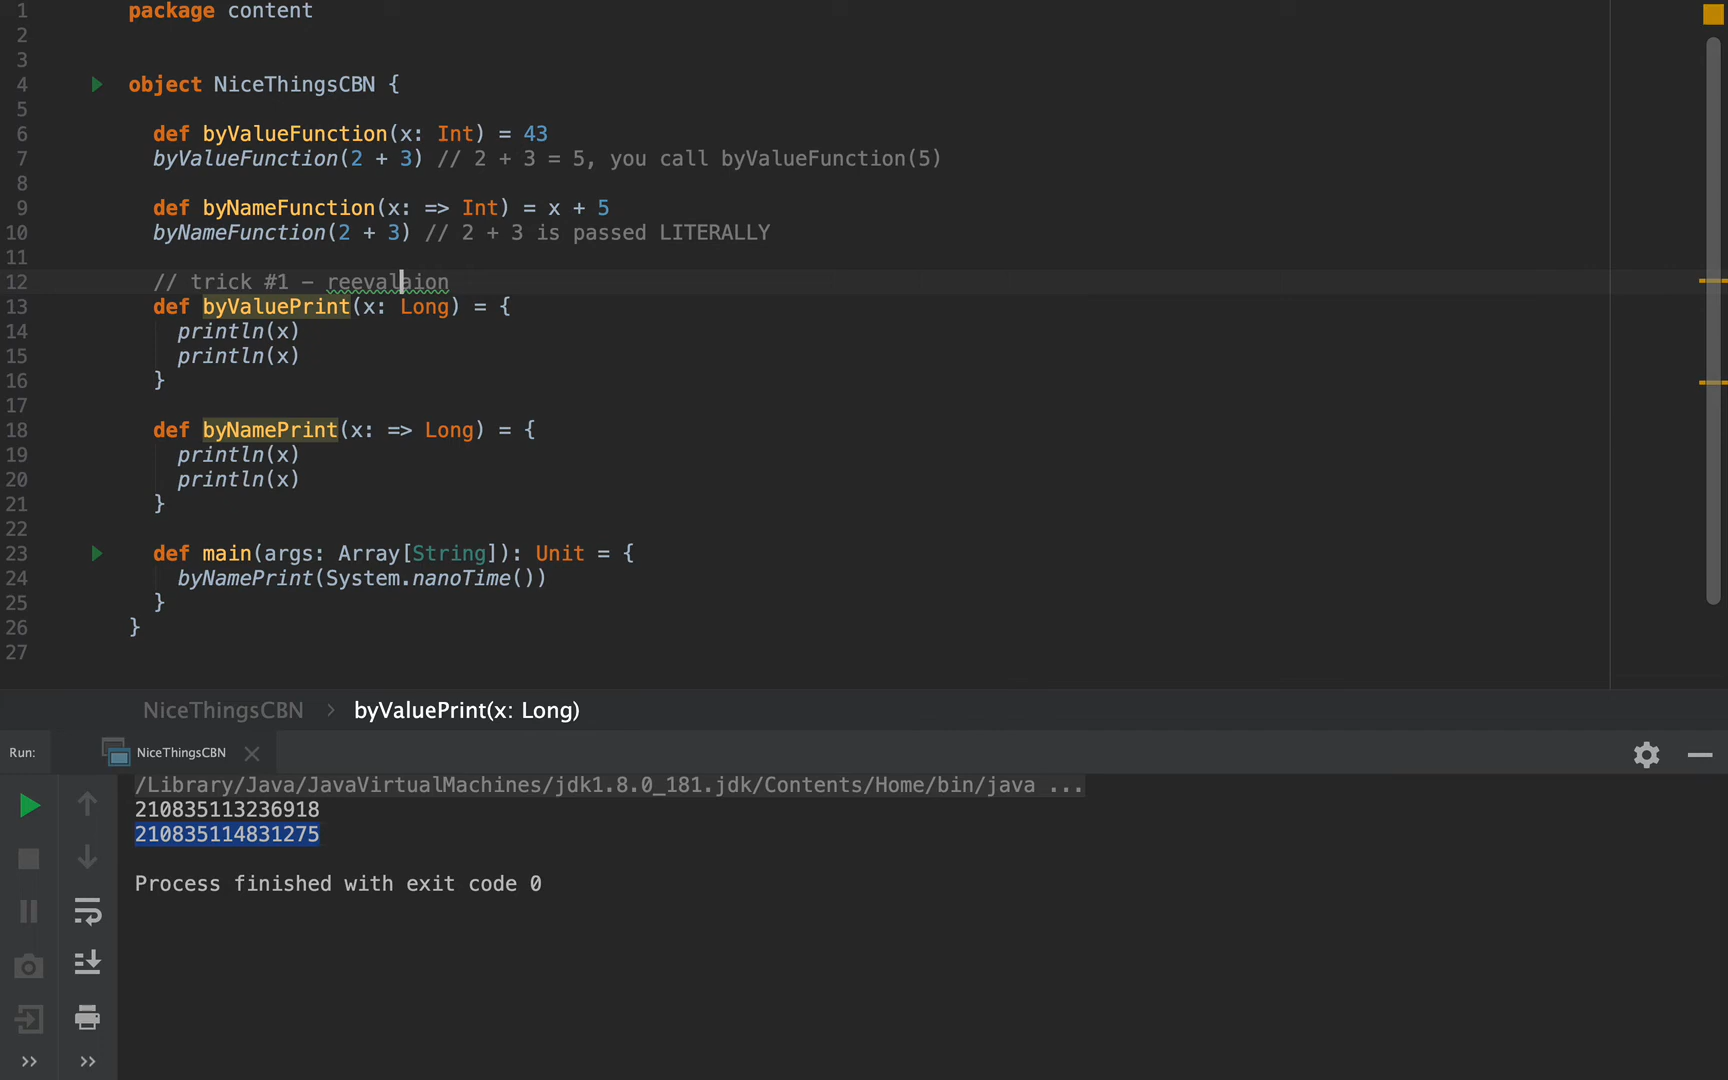 1 package content
2
3
4 object NiceThingsCBN {
5
6 def byValueFunction(x: Int) = 43
7 byValueFunction(2 + 3) // 2 + 3 = 5, you call byValueFunction(5)
8
9 def byNameFunction(x: => Int) = x + 5
10 byNameFunction(2 + 3) // 2 + 3 is passed LITERALLY
11
12 // trick #1 – reevalaion
13 def byValuePrint(x: Long) = {
14 println(x)
15 println(x)
16 }
17
18 def byNamePrint(x: => Long) = {
19 println(x)
20 println(x)
21 }
22
23 def main(args: Array[String]): Unit = {
24 byNamePrint(System.nanoTime())
25 }
26 }
27
NiceThingsCBN > byValuePrint(x: Long)
Run: NiceThingsCBN
/Library/Java/JavaVirtualMachines/jdk1.8.0_181.jdk/Contents/Home/bin/java ...
210835113236918
210835114831275
Process finished with exit code 0